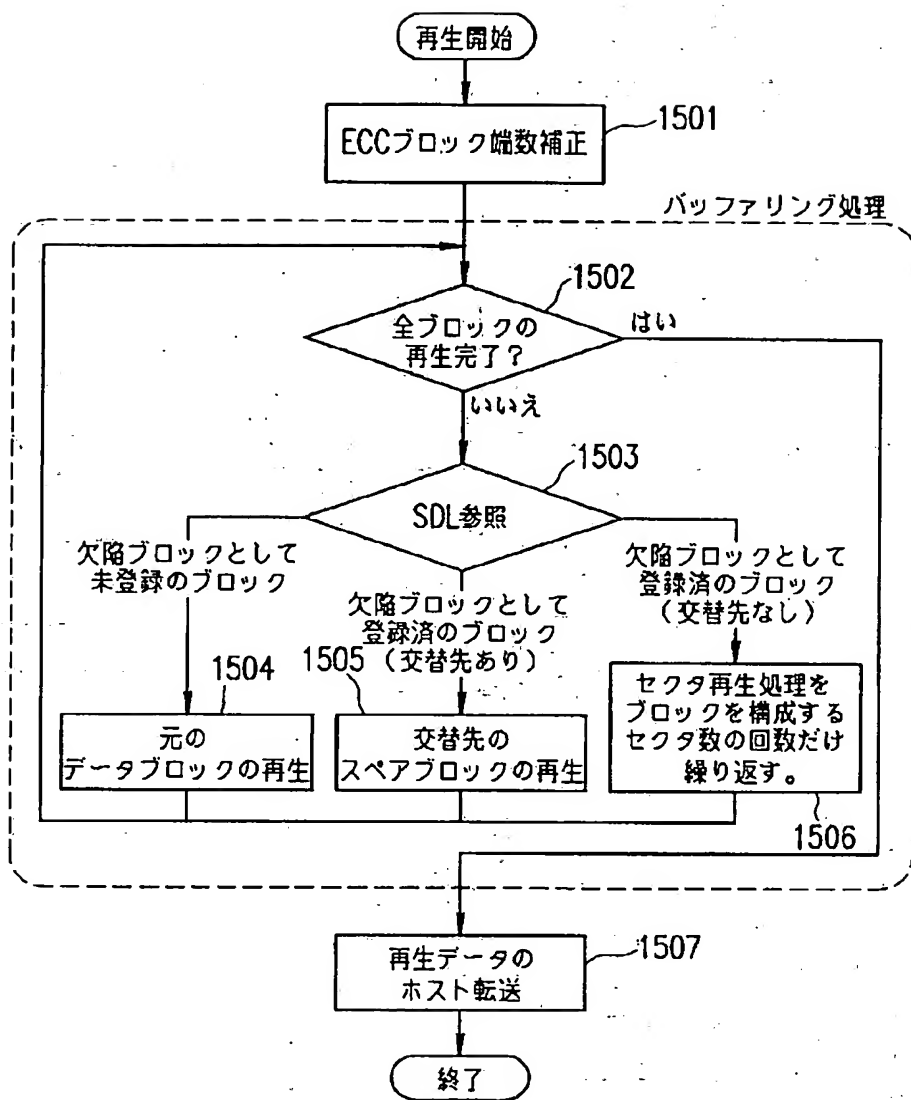 再生開始
1501
ECCブロック端数補正
バッファリング処理
1502
全ブロックの
再生完了?
はい
いいえ
1503
SDL参照
欠陥ブロックとして
未登録のブロック
欠陥ブロックとして
登録済のブロック
(交替先あり)
欠陥ブロックとして
登録済のブロック
(交替先なし)
1504
元の
データブロックの再生
1505
交替先の
スペアブロックの再生
セクタ再生処理を
ブロックを構成する
セクタ数の回数だけ
繰り返す。
1506
再生データの
ホスト転送
1507
終了